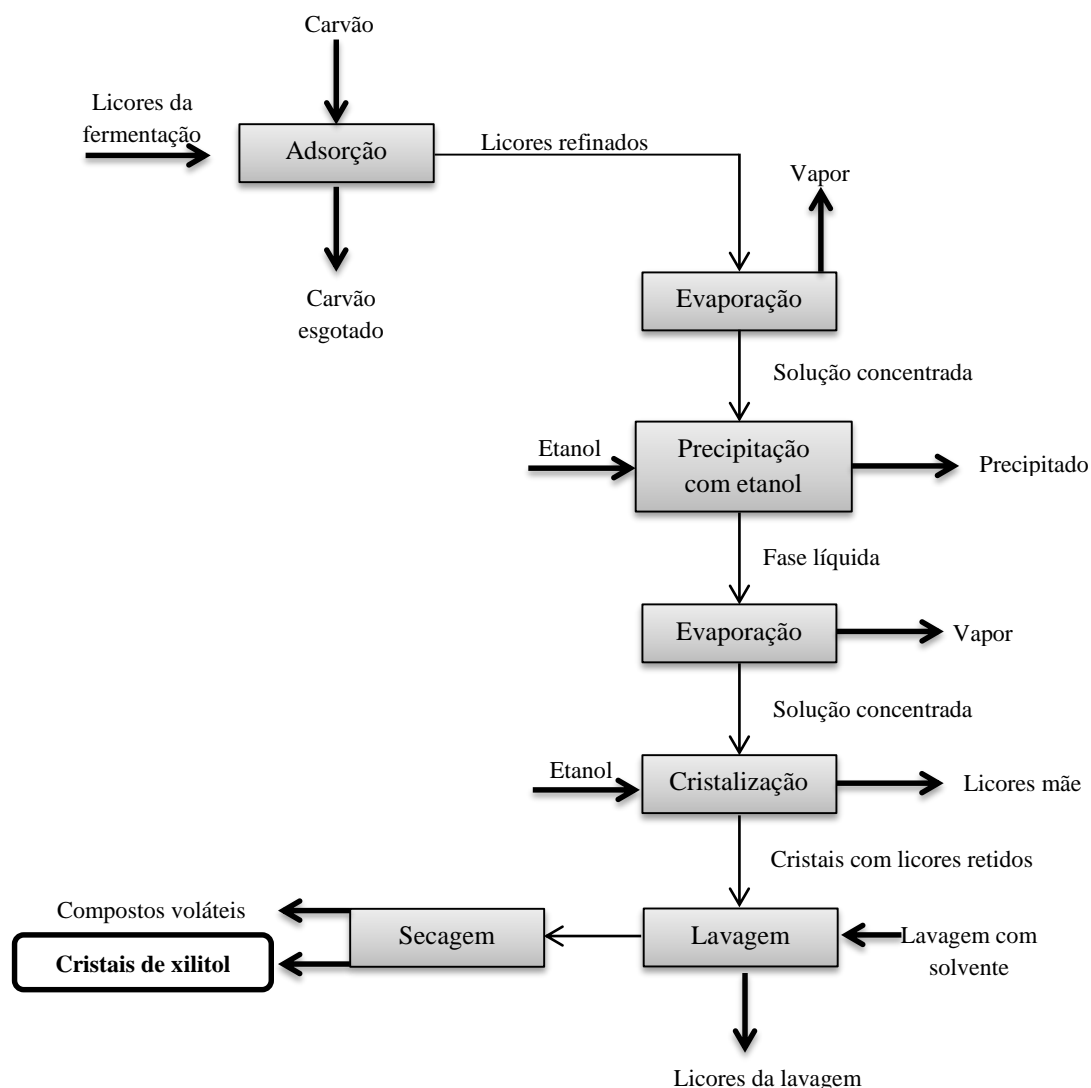 Carvão
Licores da
fermentação
Adsorção
Licores refinados
Vapor
Carvão
esgotado
Evaporação
Solução concentrada
Etanol
Precipitação
com etanol
Precipitado
Fase líquida
Evaporação
Vapor
Solução concentrada
Etanol
Cristalização
Licores mãe
Cristais com licores retidos
Compostos voláteis
Secagem
Lavagem
Lavagem com
solvente
Cristais de xilitol
Licores da lavagem